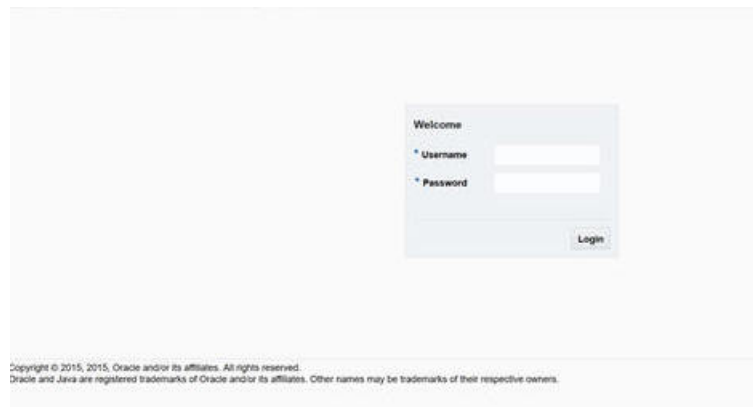 Welcome
* Username
* Password
Login
Copyright © 2015, 2015, Oracle and/or its affiliates. All rights reserved.
Oracle and Java are registered trademarks of Oracle and/or its affiliates. Other names may be trademarks of their respective owners.